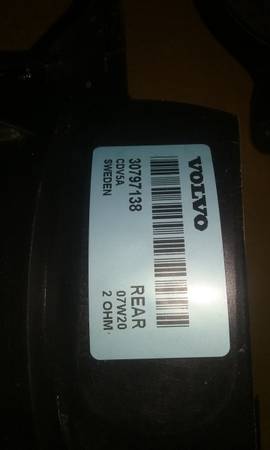 VOLVO
30797138 REAR
CDV5A 07W20
SWEDEN 2 OHM